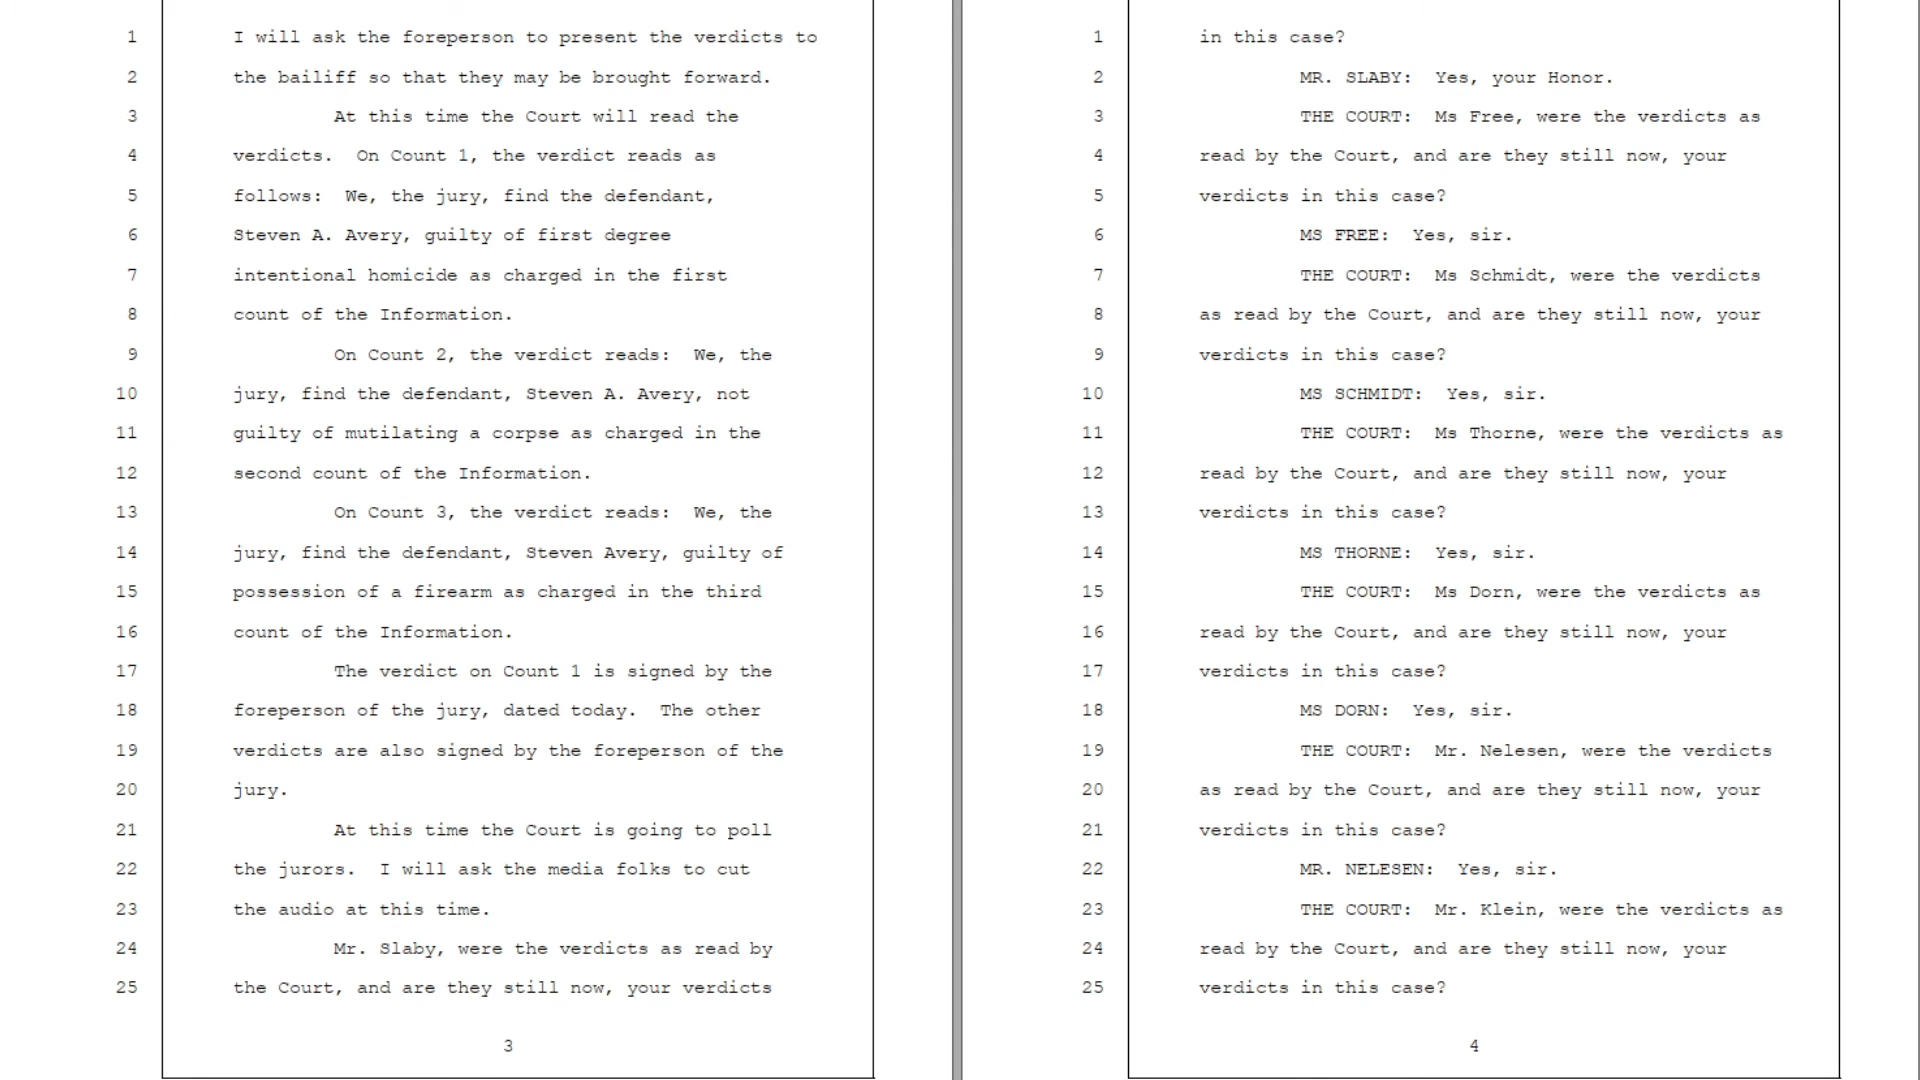 1 I will ask the foreperson to present the verdicts to
2 the bailiff so that they may be brought forward.
3 At this time the Court will read the
4 verdicts. On Count 1, the verdict reads as
5 follows: We, the jury, find the defendant,
6 Steven A. Avery, guilty of first degree
7 intentional homicide as charged in the first
8 count of the Information.
9 On Count 2, the verdict reads: We, the
10 jury, find the defendant, Steven A. Avery, not
11 guilty of mutilating a corpse as charged in the
12 second count of the Information.
13 On Count 3, the verdict reads: We, the
14 jury, find the defendant, Steven Avery, guilty of
15 possession of a firearm as charged in the third
16 count of the Information.
17 The verdict on Count 1 is signed by the
18 foreperson of the jury, dated today. The other
19 verdicts are also signed by the foreperson of the
20 jury.
21 At this time the Court is going to poll
22 the jurors. I will ask the media folks to cut
23 the audio at this time.
24 Mr. Slaby, were the verdicts as read by
25 the Court, and are they still now, your verdicts
3
1 in this case?
2 MR. SLABY: Yes, your Honor.
3 THE COURT: Ms Free, were the verdicts as
4 read by the Court, and are they still now, your
5 verdicts in this case?
6 MS FREE: Yes, sir.
7 THE COURT: Ms Schmidt, were the verdicts
8 as read by the Court, and are they still now, your
9 verdicts in this case?
10 MS SCHMIDT: Yes, sir.
11 THE COURT: Ms Thorne, were the verdicts as
12 read by the Court, and are they still now, your
13 verdicts in this case?
14 MS THORNE: Yes, sir.
15 THE COURT: Ms Dorn, were the verdicts as
16 read by the Court, and are they still now, your
17 verdicts in this case?
18 MS DORN: Yes, sir.
19 THE COURT: Mr. Nelesen, were the verdicts
20 as read by the Court, and are they still now, your
21 verdicts in this case?
22 MR. NELESEN: Yes, sir.
23 THE COURT: Mr. Klein, were the verdicts as
24 read by the Court, and are they still now, your
25 verdicts in this case?
4